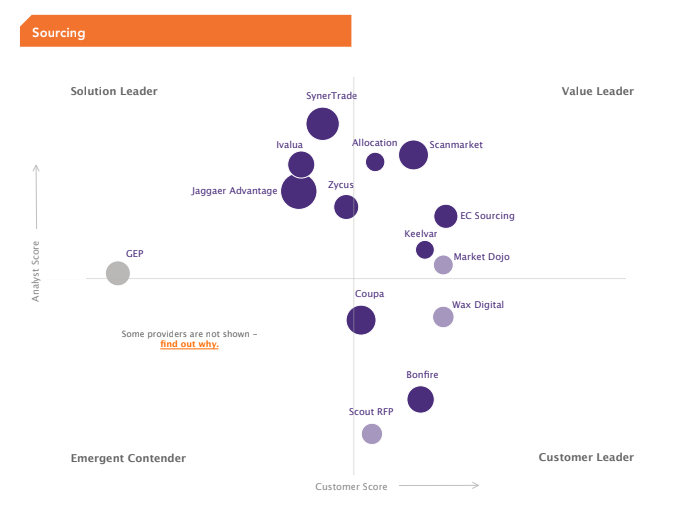 Sourcing
Solution Leader
Value Leader
SynerTrade
Ivalua
Allocation
Scanmarket
Jaggaer Advantage
Zycus
EC Sourcing
Keelvar
Market Dojo
GEP
Analyst Score
Coupa
Wax Digital
Some providers are not shown –
find out why.
Bonfire
Scout RFP
Emergent Contender
Customer Leader
Customer Score